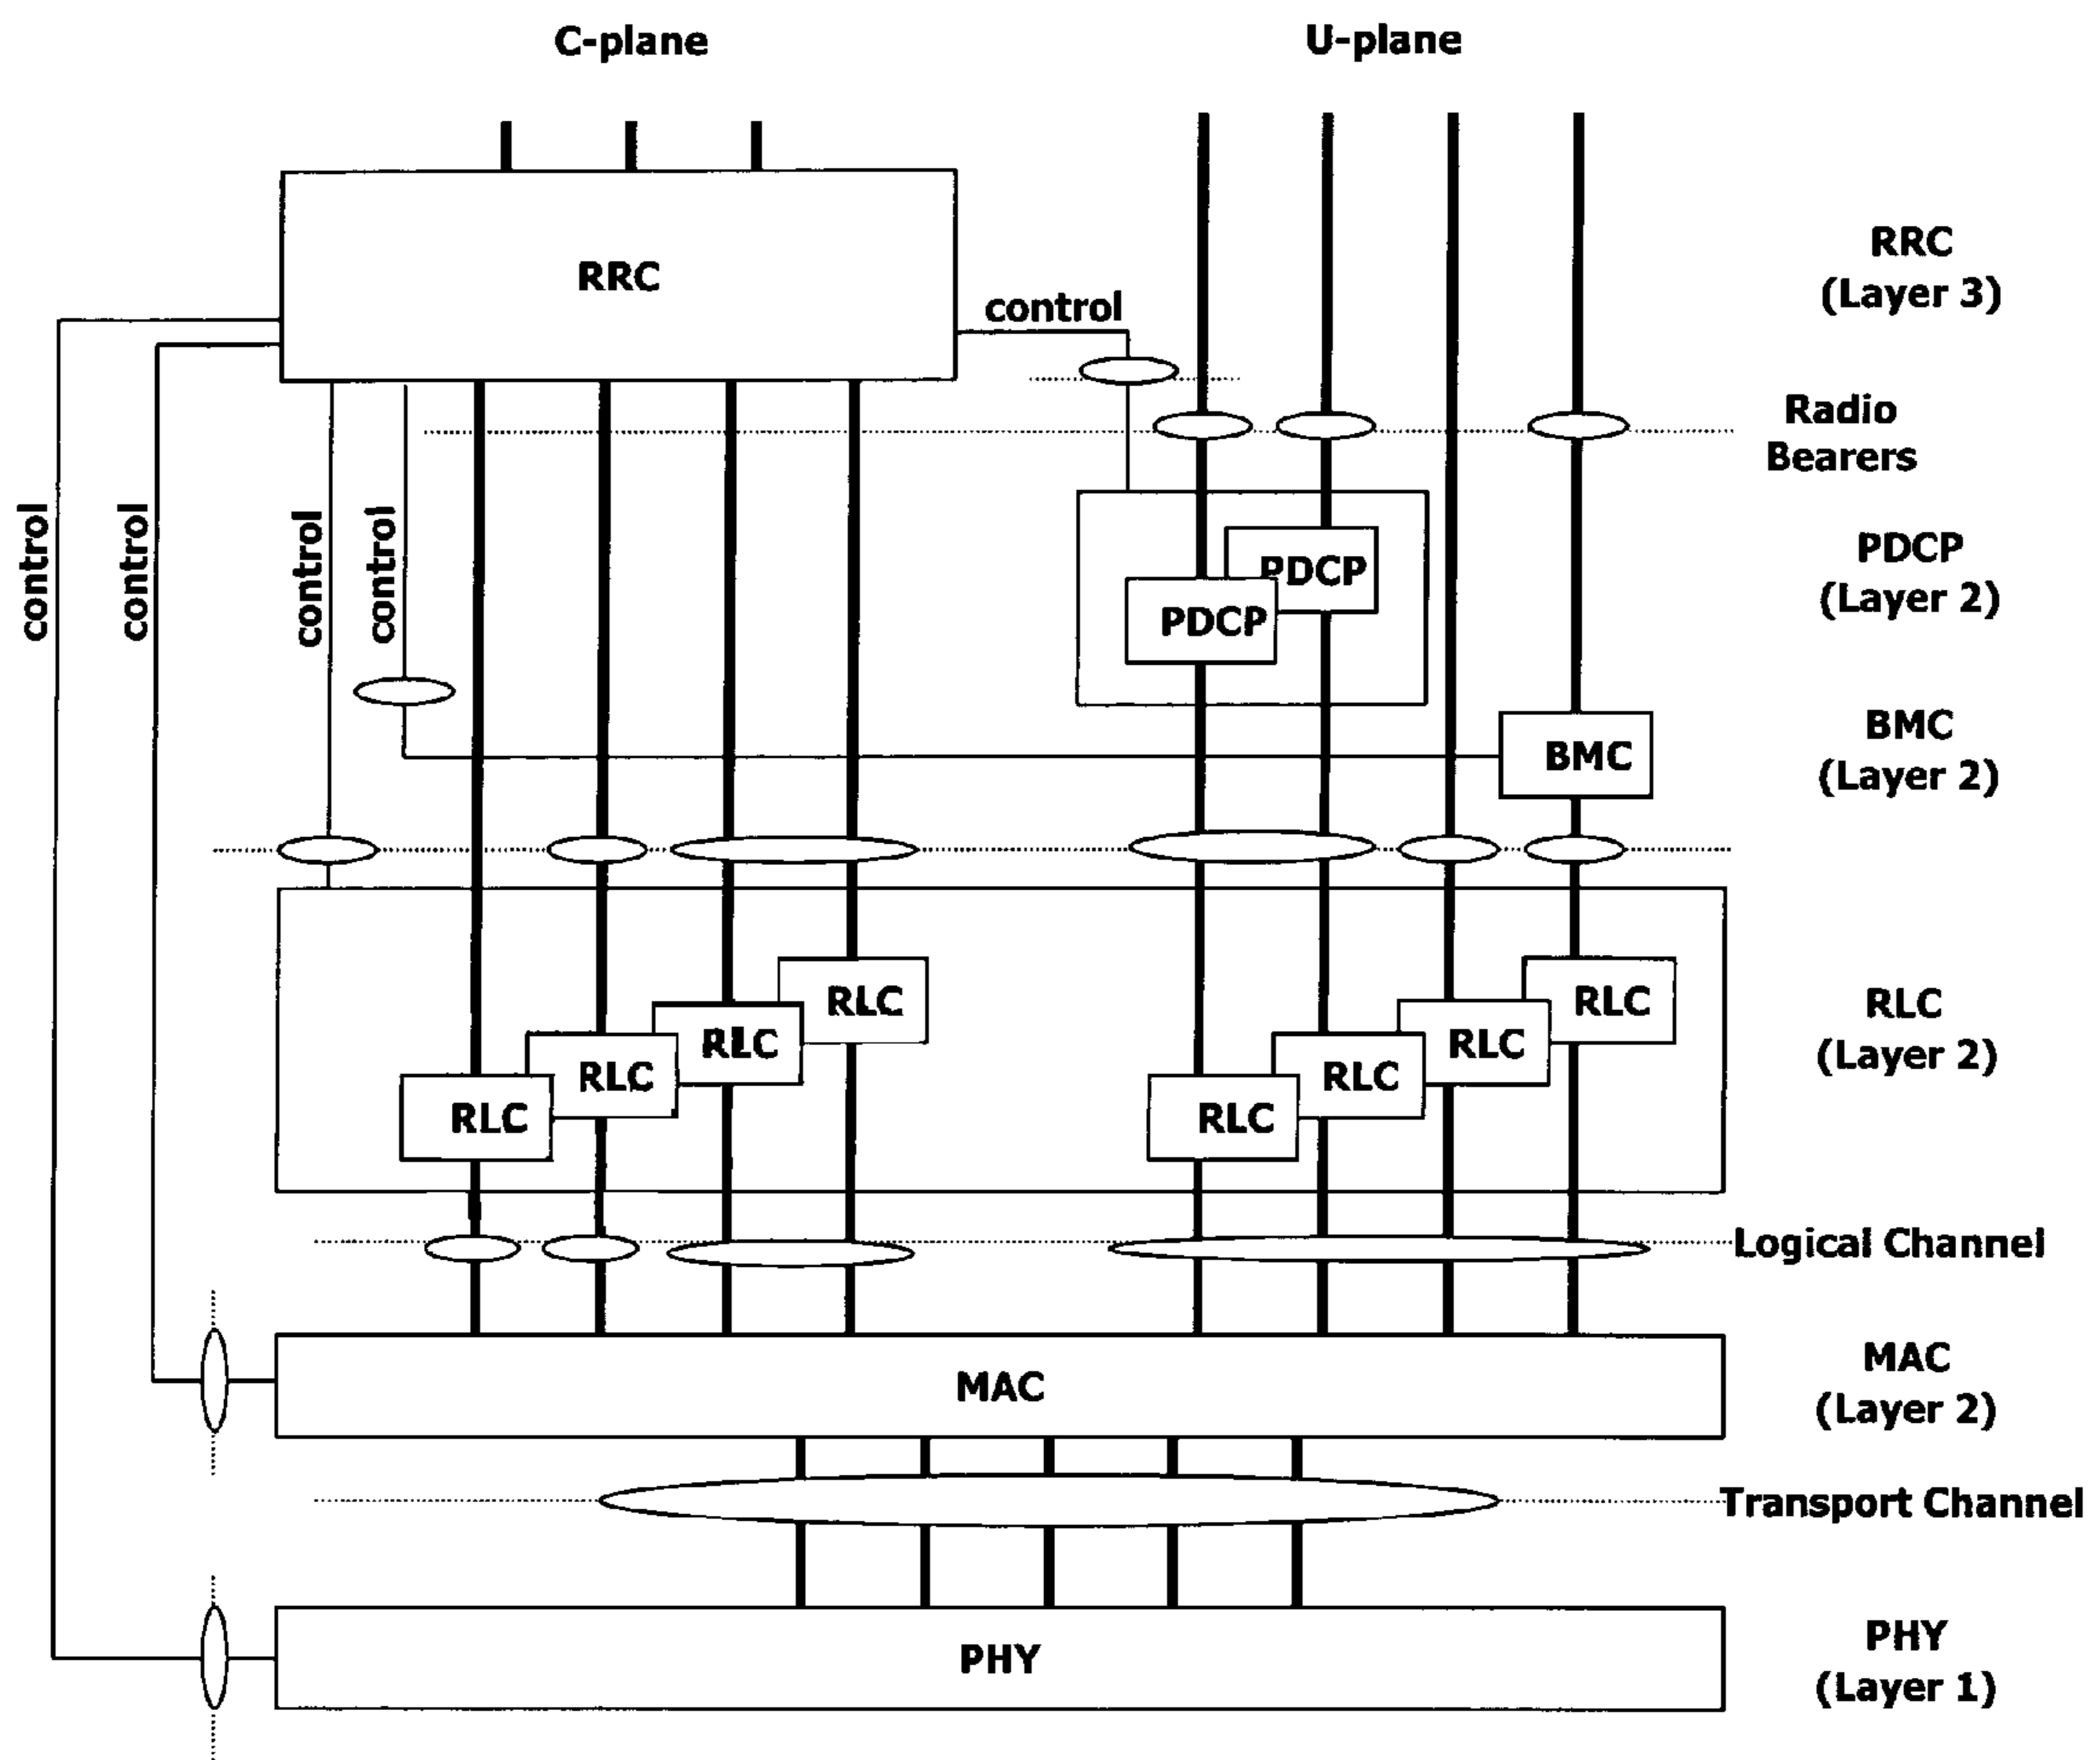 C-plane
U-plane
RRC
control
RRC
(Layer 3)
Radio
Bearers
control
control
control
control
PDCP
PDCP
PDCP
(Layer 2)
BMC
BMC
(Layer 2)
RLC
RLC
RLC
RLC
RLC
RLC
RLC
RLC
RLC
(Layer 2)
Logical Channel
MAC
MAC
(Layer 2)
Transport Channel
PHY
PHY
(Layer 1)